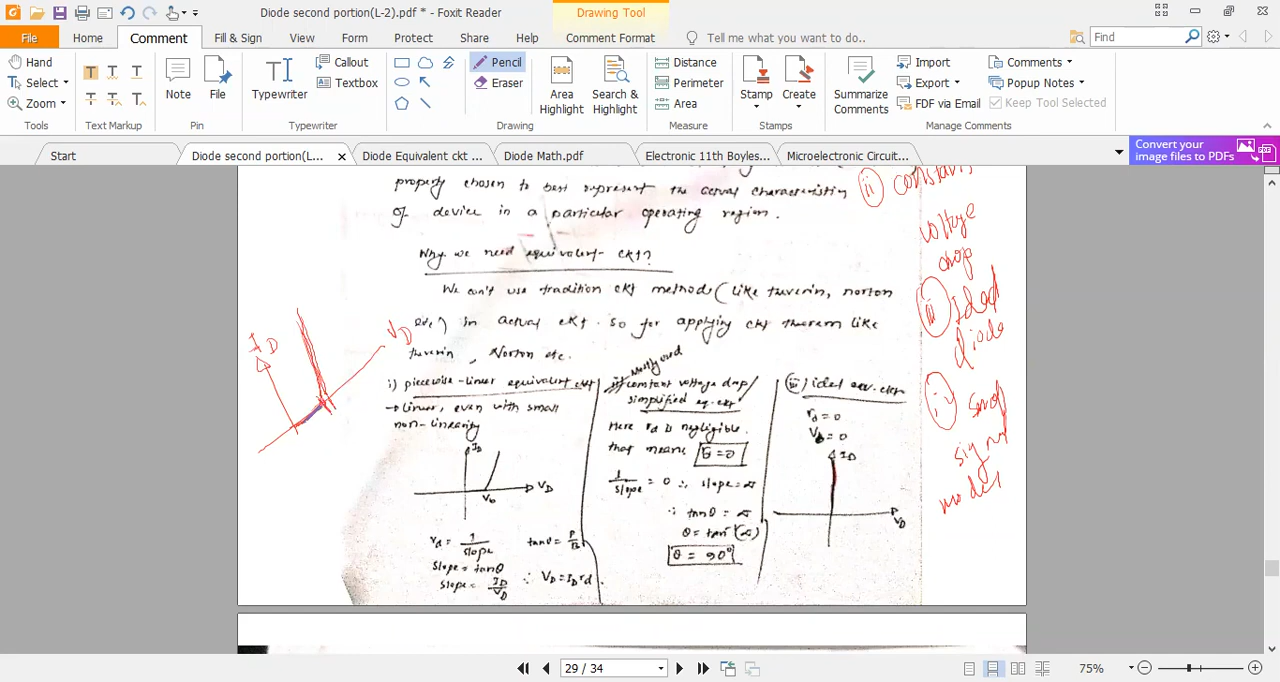 Diode second portion(L-2).pdf * - Foxit Reader
Drawing Tool
File
Home
Comment
Fill & Sign
View
Form
Protect
Share
Help
Comment Format
Tell me what you want to do..
Find
Hand
Select
Zoom
Tools
Text Markup
Note
File
Pin
Typewriter
Callout
Textbox
Typewriter
Pencil
Eraser
Drawing
Area
Highlight
Search &
Highlight
Distance
Perimeter
Area
Measure
Stamp
Create
Stamps
Summarize
Comments
Import
Export
FDF via Email
Comments
Popup Notes
Keep Tool Selected
Manage Comments
Start
Diode second portion(L-...
Diode Equivalent ckt ...
Diode Math.pdf
Electronic 11th Boyles...
Microelectronic Circuit...
Convert your
image files to PDFs
property chosen to best represent the actual characteristics
of device in a particular operating region.
Why we need equivalent ckt?
We can't use tradition ckt methods (like thevenin, norton
etc) in actual ckt. so for applying ckt theorem like
thevenin, Norton etc.
i) piecewise-linear equivalent ckt
→ linear, even with small
non-linearity
ID
VD
rd = 1/slope
tanθ = P/B
slope = tanθ
slope = ID/VD
∴ VD = ID rd
mostly used
ii) constant voltage drop/
simplified eq. ckt
Here rd negligible.
that means
1/slope = 0 ∴ slope = ∞
∴ tanθ = ∞
θ = tan⁻¹(∞)
θ = 90°
iii) ideal eqv. ckt
rd = 0
= 0
ID
VD
ID
VD
ii constant
voltage
drop
iii Ideal
diode
iv small
signal
model
29 / 34
75%